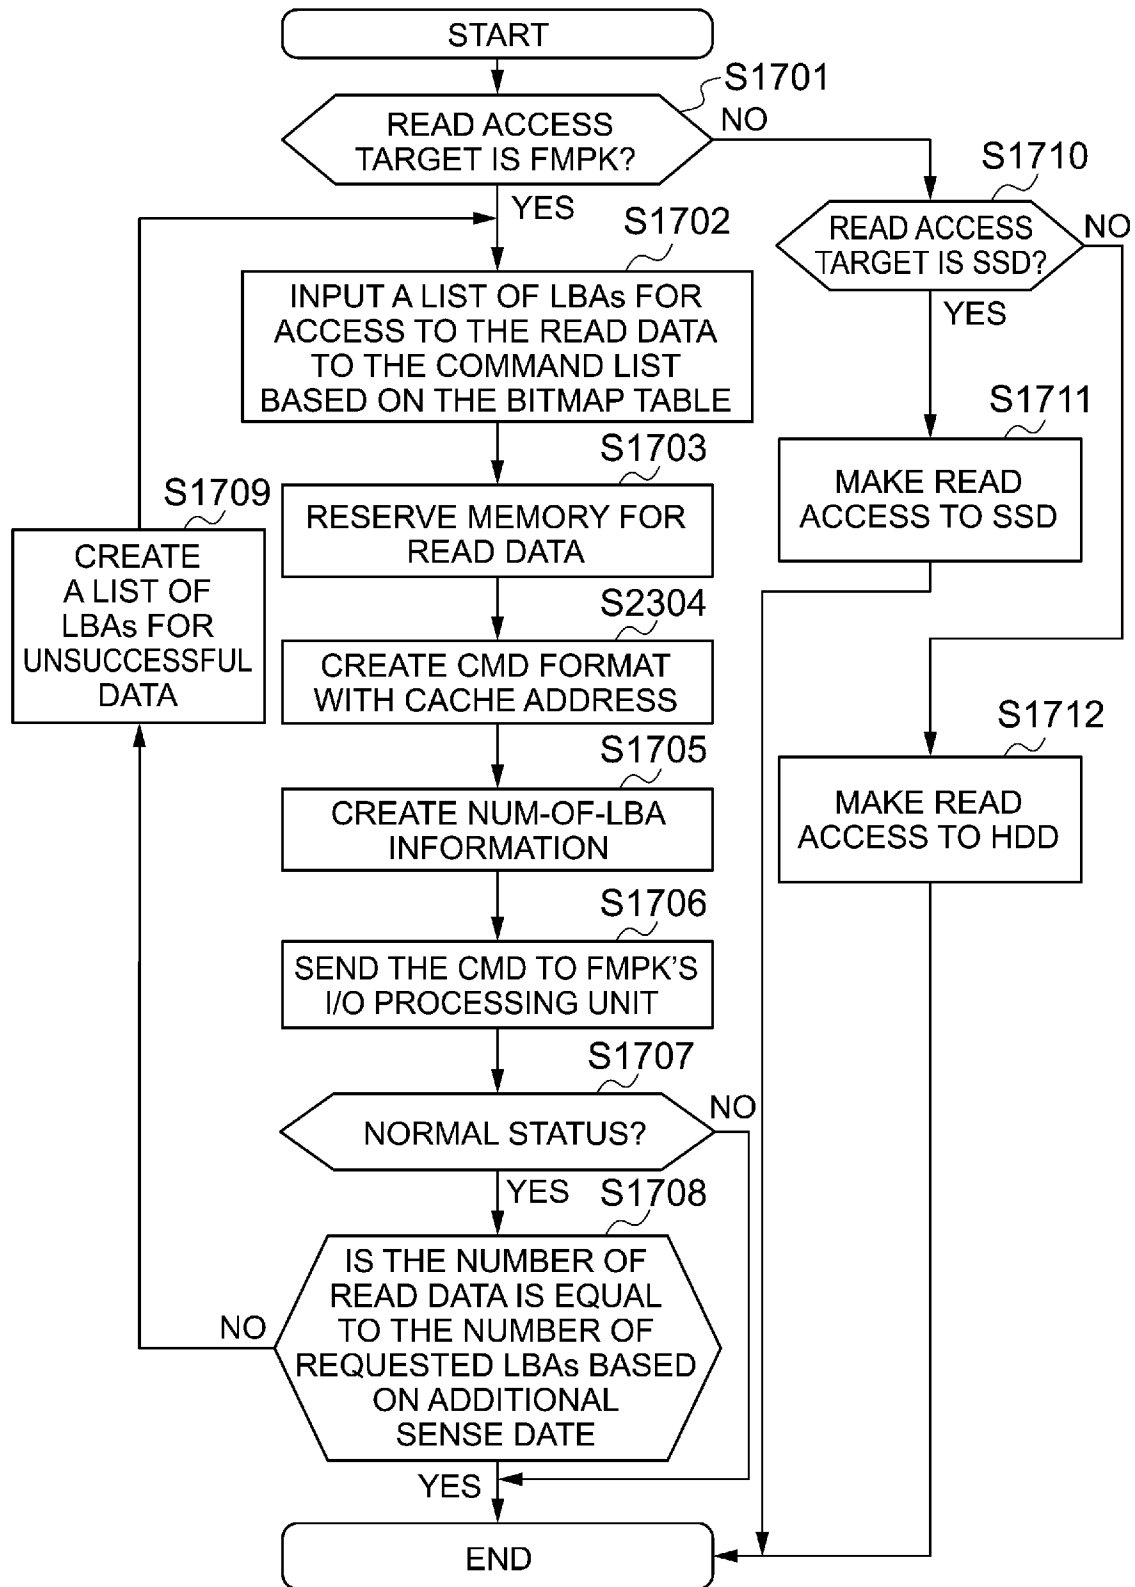 START
S1701
READ ACCESS
TARGET IS FMPK?
NO
YES
S1710
READ ACCESS
TARGET IS SSD?
NO
YES
S1702
INPUT A LIST OF LBAs FOR
ACCESS TO THE READ DATA
TO THE COMMAND LIST
BASED ON THE BITMAP TABLE
S1711
MAKE READ
ACCESS TO SSD
S1703
RESERVE MEMORY FOR
READ DATA
S1709
CREATE
A LIST OF
LBAs FOR
UNSUCCESSFUL
DATA
S2304
CREATE CMD FORMAT
WITH CACHE ADDRESS
S1712
MAKE READ
ACCESS TO HDD
S1705
CREATE NUM-OF-LBA
INFORMATION
S1706
SEND THE CMD TO FMPK'S
I/O PROCESSING UNIT
S1707
NORMAL STATUS?
NO
YES
S1708
IS THE NUMBER OF
READ DATA IS EQUAL
TO THE NUMBER OF
REQUESTED LBAs BASED
ON ADDITIONAL
SENSE DATE
NO
YES
END